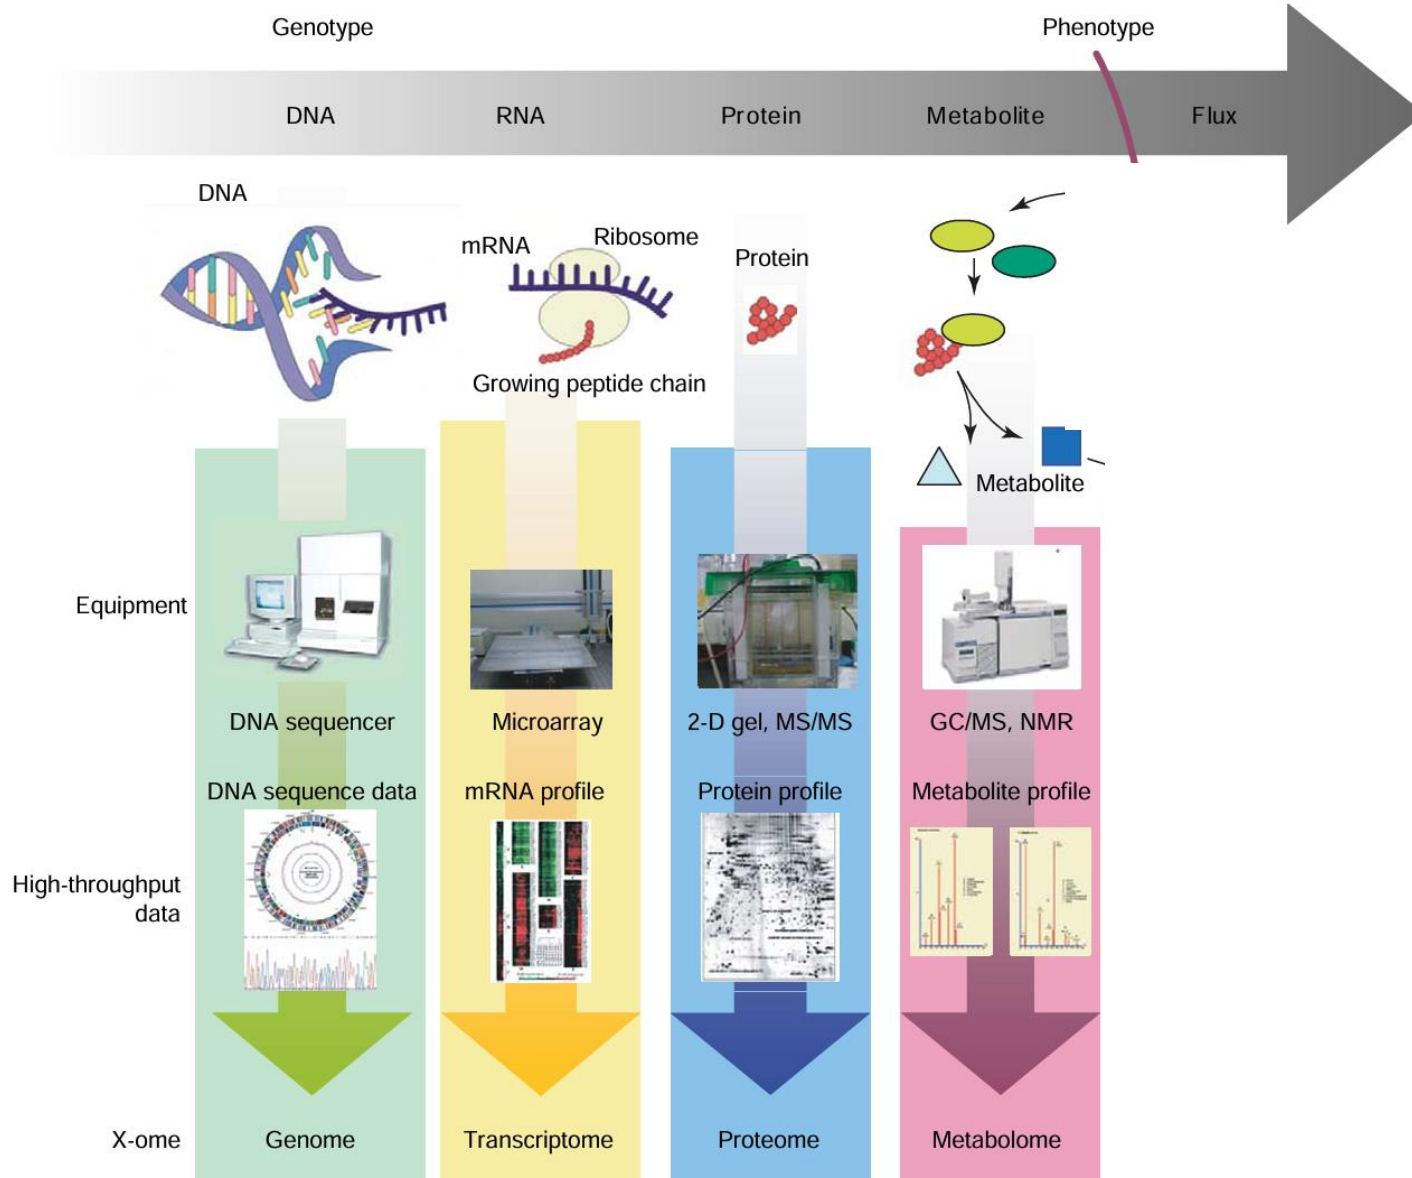 Genotype
Phenotype
DNA
RNA
Protein
Metabolite
Flux
DNA
mRNA
Ribosome
Growing peptide chain
Protein
Metabolite
Equipment
DNA sequencer
Microarray
2-D gel, MS/MS
GC/MS, NMR
DNA sequence data
mRNA profile
Protein profile
Metabolite profile
High-throughput
data
X-ome
Genome
Transcriptome
Proteome
Metabolome